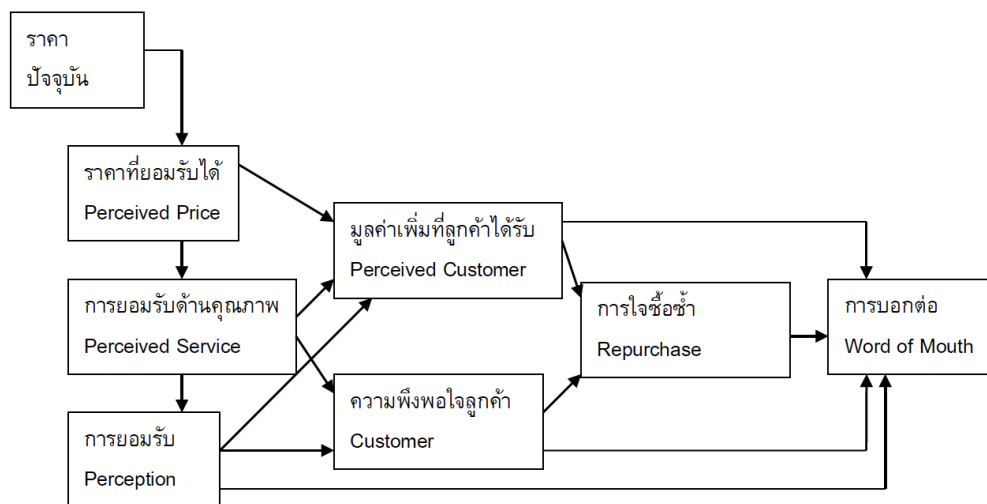 ราคา
ปัจจุบัน
ราคาที่ยอมรับได้
Perceived Price
มูลค่าเพิ่มที่ลูกค้าได้รับ
Perceived Customer
การยอมรับด้านคุณภาพ
Perceived Service
การใจซื้อซ้ำ
Repurchase
การบอกต่อ
Word of Mouth
ความพึงพอใจลูกค้า
Customer
การยอมรับ
Perception